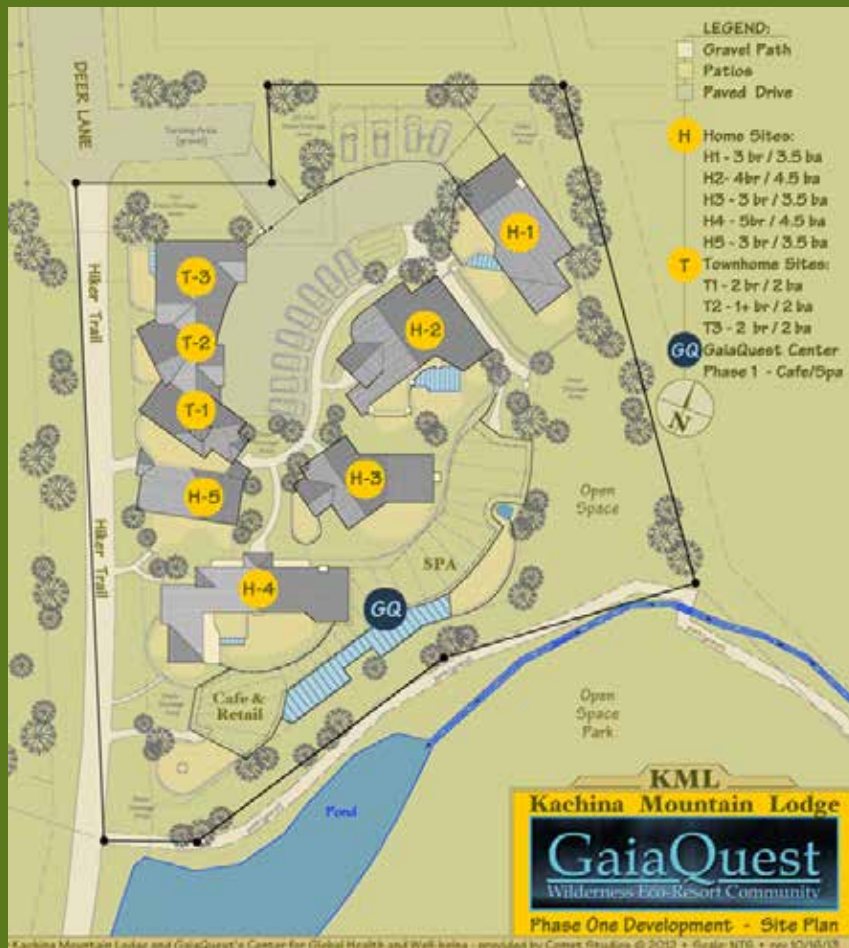 LEGEND:
Gravel Path
Patios
Paved Drive
H Home Sites:
H1 - 3 br / 3.5 ba
H2 - 4br / 4.5 ba
H3 - 3 br / 3.5 ba
H4 - 5br / 4.5 ba
H5 - 3 br / 3.5 ba
T Townhome Sites:
T1 - 2 br / 2 ba
T2 - 1+ br / 2 ba
T3 - 2 br / 2 ba
GQ GaiaQuest Center
Phase 1 - Cafe/Spa
N
DEER LANE
Turning Area
(gravel)
H-1
T-3
H-2
T-2
T-1
H-3
H-5
Hiker Trail
Hiker Trail
Open
Space
SPA
H-4
GQ
Cafe &
Retail
Open
Space
Park
Pond
KML
Kachina Mountain Lodge
GaiaQuest
Wilderness Eco-Resort Community
Phase One Development - Site Plan